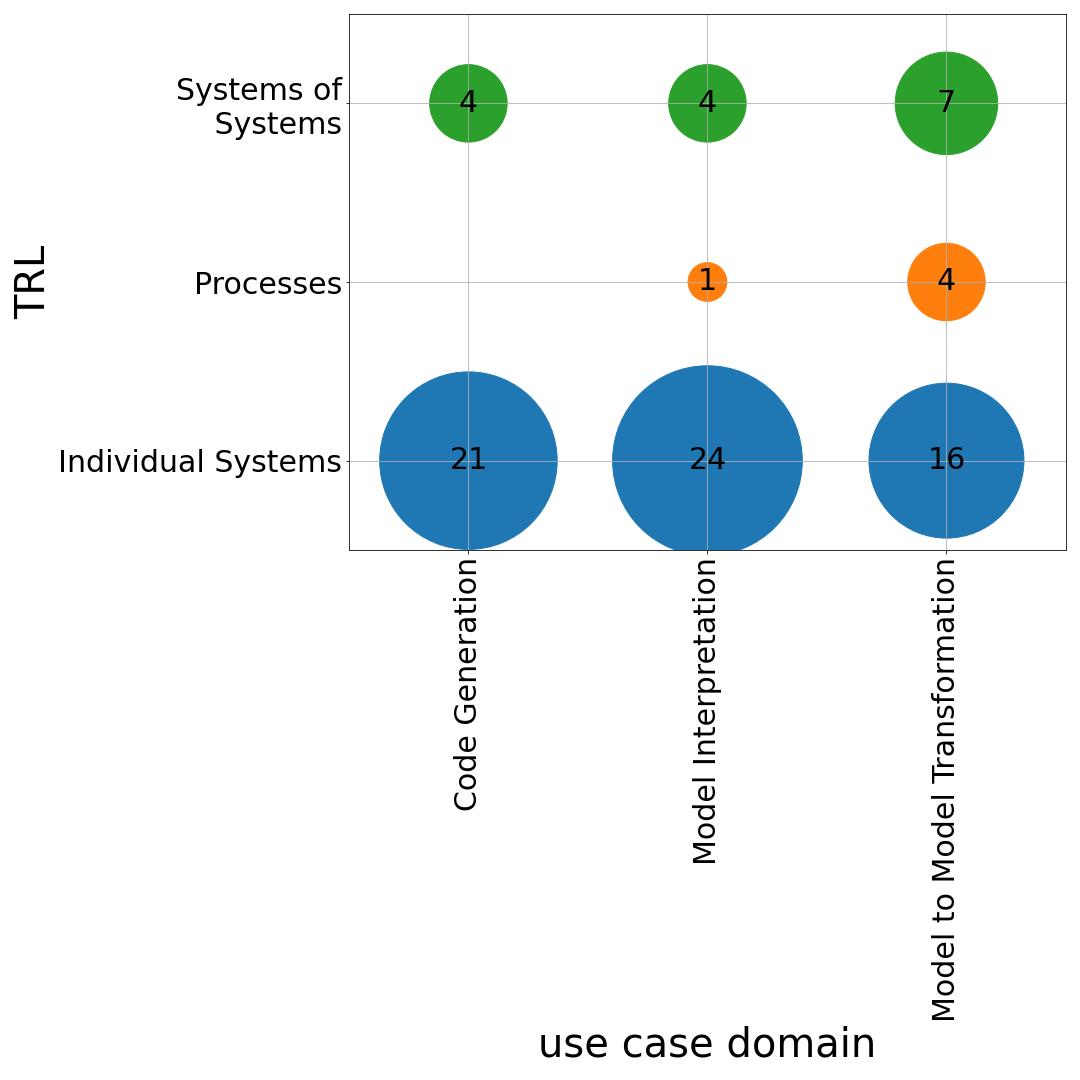 Systems of
Systems
4
4
7
TRL
Processes
1
4
Individual Systems
21
24
16
Code Generation
Model Interpretation
Model to Model Transformation
use case domain